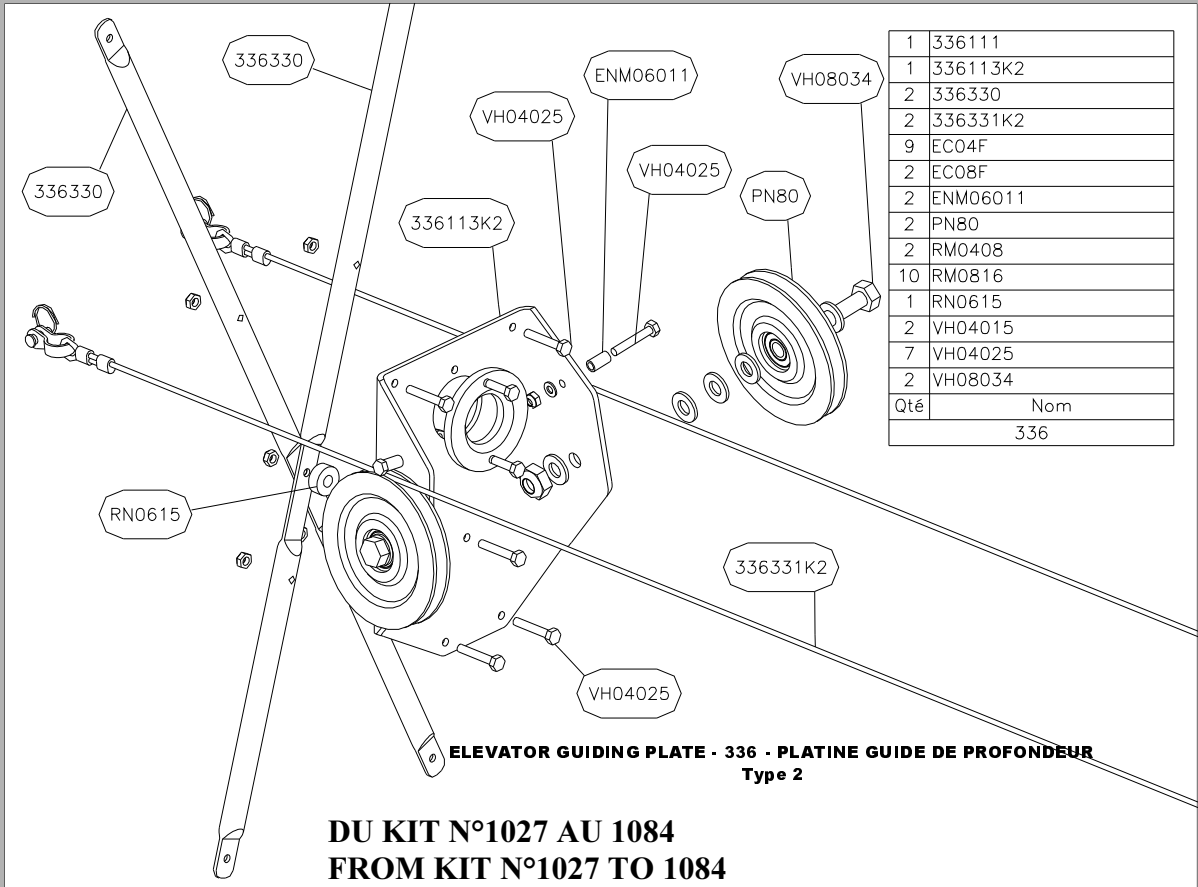 336330
ENM06011
VH08034
VH04025
VH04025
PN80
336330
336113K2
1 336111
1 336113K2
2 336330
2 336331K2
9 EC04F
2 EC08F
2 ENM06011
2 PN80
2 RM0408
10 RM0816
1 RN0615
2 VH04015
7 VH04025
2 VH08034
Qté Nom
336
RN0615
336331K2
VH04025
ELEVATOR GUIDING PLATE - 336 - PLATINE GUIDE DE PROFONDEUR
Type 2
DU KIT N°1027 AU 1084
FROM KIT N°1027 TO 1084